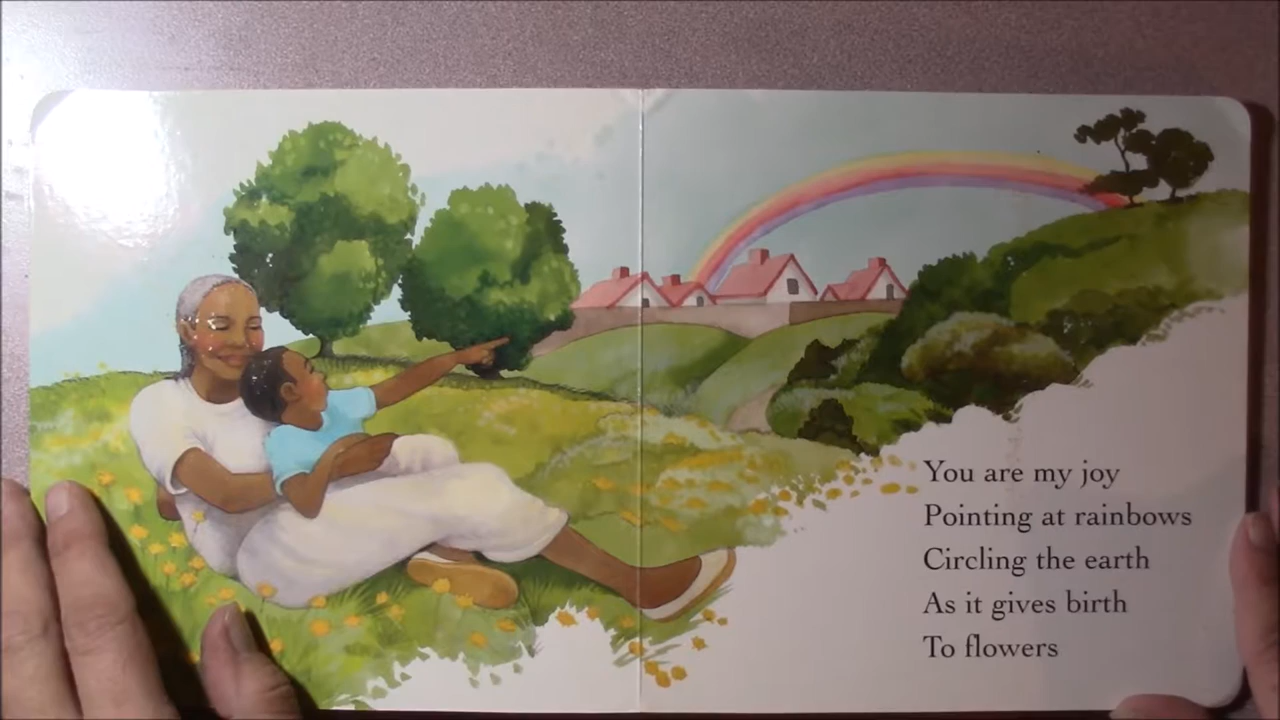 You are my joy
Pointing at rainbows
Circling the earth
As it gives birth
To flowers